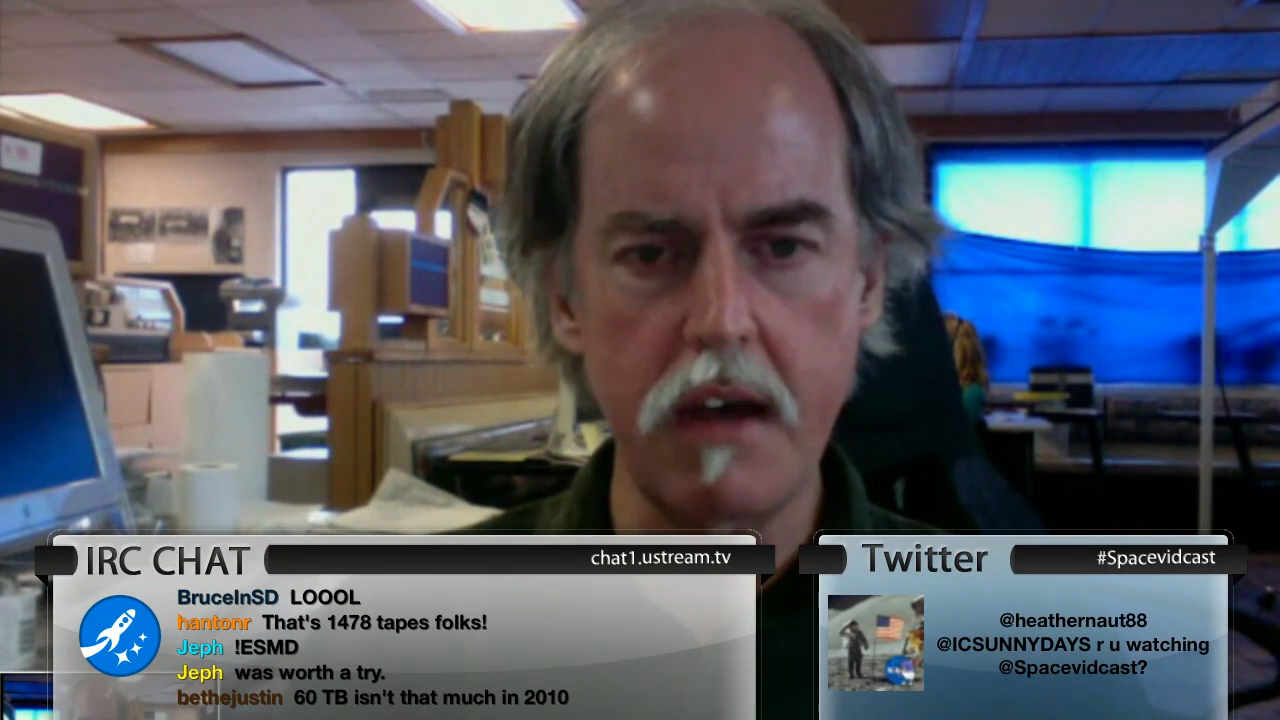 IRC CHAT
chat1.ustream.tv
BruceInSD LOOOL
hantonr That's 1478 tapes folks!
Jeph !ESMD
Jeph was worth a try.
bethejustin 60 TB isn't that much in 2010
Twitter
#Spacevidcast
@heathernaut88
@ICSUNNYDAYS r u watching
@Spacevidcast?